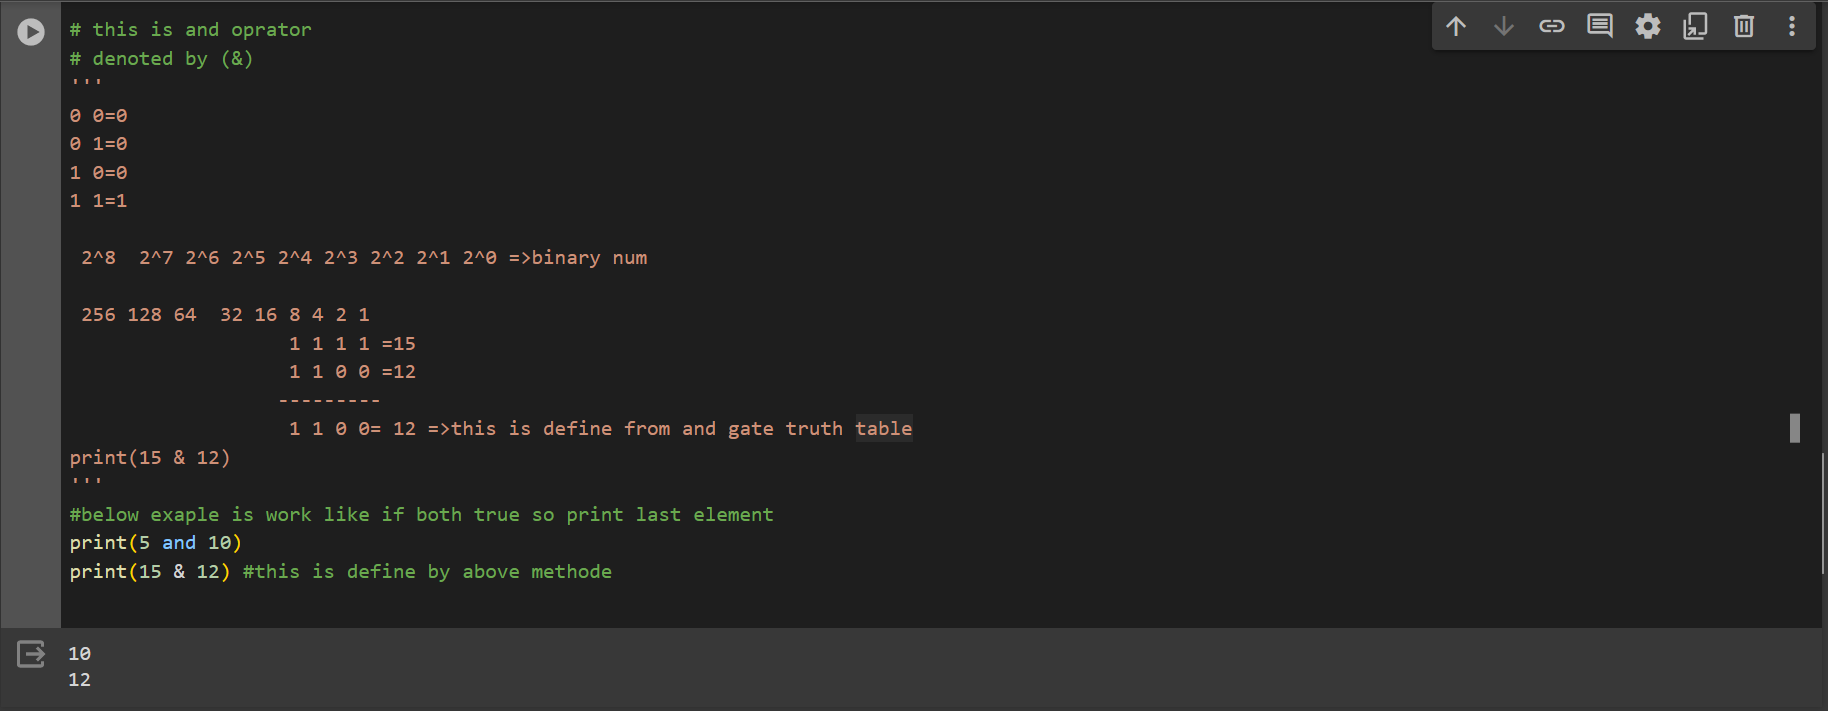 # this is and oprator
# denoted by (&)
'''
0 0=0
0 1=0
1 0=0
1 1=1
2^8  2^7 2^6 2^5 2^4 2^3 2^2 2^1 2^0 =>binary num
256 128 64  32 16 8 4 2 1
1 1 1 1 =15
1 1 0 0 =12
---------
1 1 0 0= 12 =>this is define from and gate truth table
print(15 & 12)
'''
#below exaple is work like if both true so print last element
print(5 and 10)
print(15 & 12) #this is define by above methode
10
12